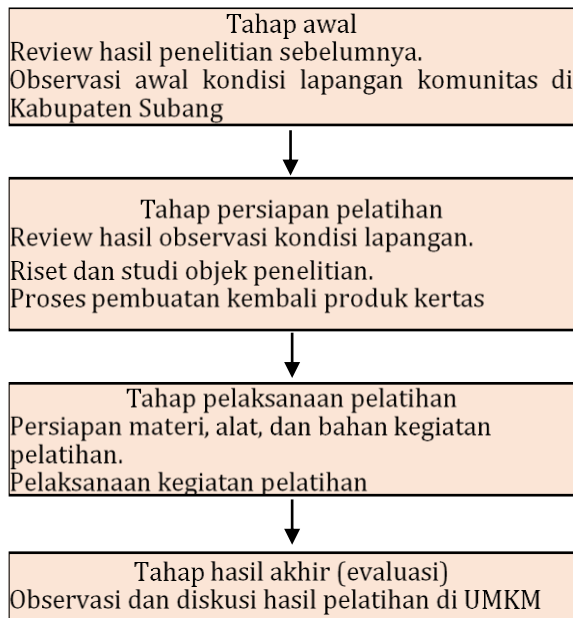 Tahap awal
Review hasil penelitian sebelumnya.
Observasi awal kondisi lapangan komunitas di
Kabupaten Subang
Tahap persiapan pelatihan
Review hasil observasi kondisi lapangan.
Riset dan studi objek penelitian.
Proses pembuatan kembali produk kertas
Tahap pelaksanaan pelatihan
Persiapan materi, alat, dan bahan kegiatan
pelatihan.
Pelaksanaan kegiatan pelatihan
Tahap hasil akhir (evaluasi)
Observasi dan diskusi hasil pelatihan di UMKM